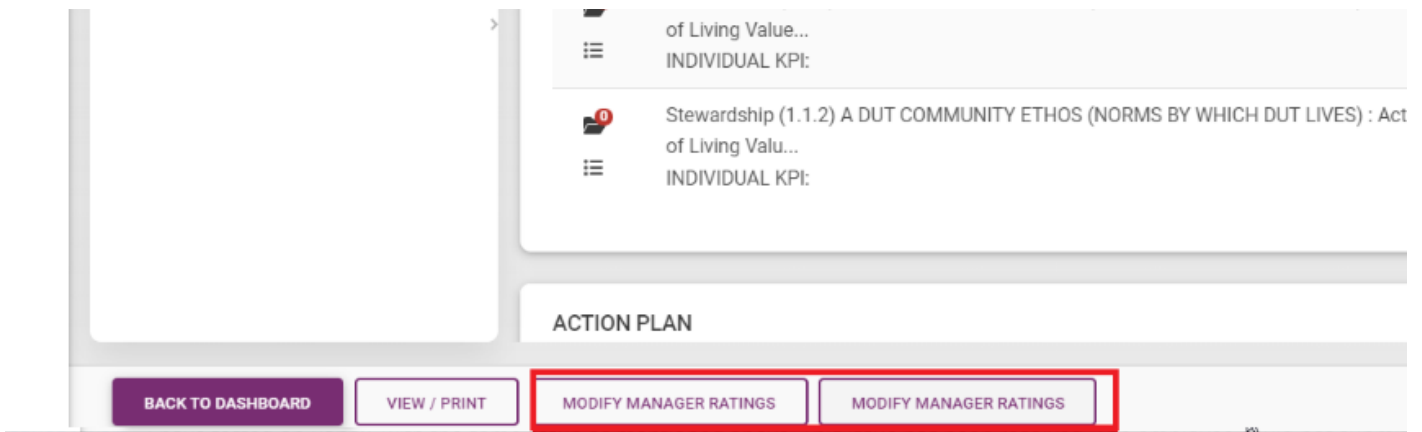 of Living Value...
INDIVIDUAL KPI:
0
Stewardship (1.1.2) A DUT COMMUNITY ETHOS (NORMS BY WHICH DUT LIVES) : Act
of Living Valu...
INDIVIDUAL KPI:
ACTION PLAN
BACK TO DASHBOARD
VIEW / PRINT
MODIFY MANAGER RATINGS
MODIFY MANAGER RATINGS